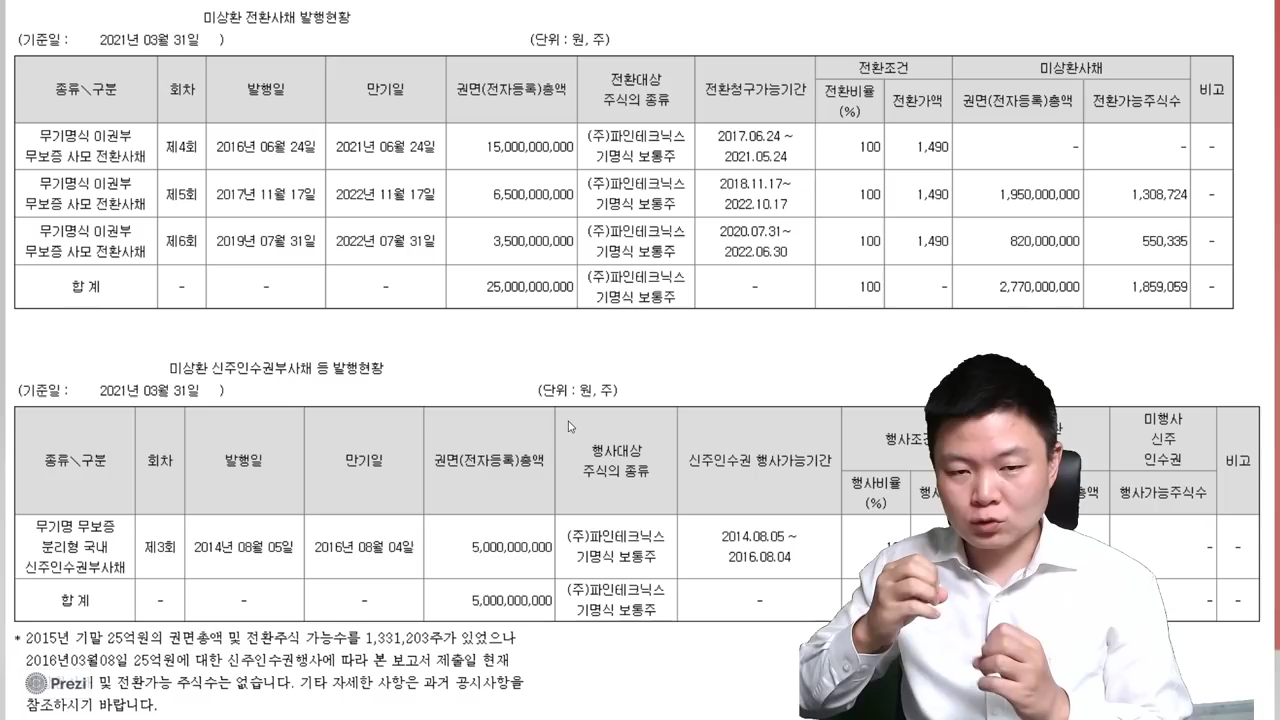 미상환 전환사채 발행현황
(기준일 : 2021년 03월 31일 ) (단위 : 원, 주)
종류\구분 회차 발행일 만기일 권면(전자등록)총액 전환대상 주식의 종류 전환청구가능기간 전환조건 미상환사채 비고
전환비율 (%) 전환가액 권면(전자등록)총액 전환가능주식수
무기명식 이권부 무보증 사모 전환사채 제4회 2016년 06월 24일 2021년 06월 24일 15,000,000,000 (주)파인테크닉스 기명식 보통주 2017.06.24 ~ 2021.05.24 100 1,490 - - -
무기명식 이권부 무보증 사모 전환사채 제5회 2017년 11월 17일 2022년 11월 17일 6,500,000,000 (주)파인테크닉스 기명식 보통주 2018.11.17~ 2022.10.17 100 1,490 1,950,000,000 1,308,724 -
무기명식 이권부 무보증 사모 전환사채 제6회 2019년 07월 31일 2022년 07월 31일 3,500,000,000 (주)파인테크닉스 기명식 보통주 2020.07.31~ 2022.06.30 100 1,490 820,000,000 550,335 -
합 계 - - - 25,000,000,000 (주)파인테크닉스 기명식 보통주 - 100 - 2,770,000,000 1,859,059 -
미상환 신주인수권부사채 등 발행현황
(기준일 : 2021년 03월 31일 ) (단위 : 원, 주)
종류\구분 회차 발행일 만기일 권면(전자등록)총액 행사대상 주식의 종류 신주인수권 행사가능기간 미행사 신주 인수권 비고
행사비율 (%) 행사가능주식수
무기명 무보증 분리형 국내 신주인수권부사채 제3회 2014년 08월 05일 2016년 08월 04일 5,000,000,000 (주)파인테크닉스 기명식 보통주 2014.08.05 ~ 2016.08.04 - -
합 계 - - - 5,000,000,000 (주)파인테크닉스 기명식 보통주 - - -
* 2015년 기말 25억원의 권면총액 및 전환주식 가능수를 1,331,203주가 있었으나
2016년03월08일 25억원에 대한 신주인수권행사에 따라 본 보고서 제출일 현재
Prezi 및 전환가능 주식수는 없습니다. 기타 자세한 사항은 과거 공시사항을
참조하시기 바랍니다.